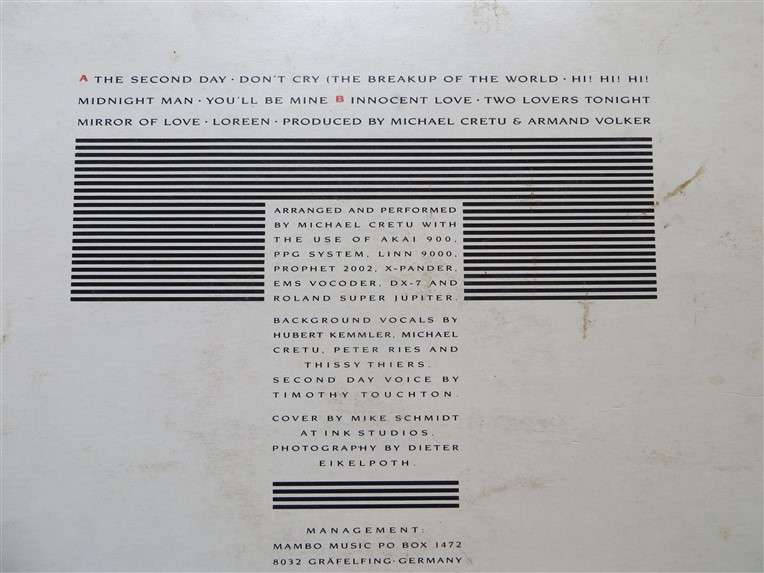 A THE SECOND DAY · DON'T CRY (THE BREAKUP OF THE WORLD · HI! HI! HI!
MIDNIGHT MAN · YOU'LL BE MINE B INNOCENT LOVE · TWO LOVERS TONIGHT
MIRROR OF LOVE · LOREEN · PRODUCED BY MICHAEL CRETU & ARMAND VOLKER
ARRANGED AND PERFORMED
BY MICHAEL CRETU WITH
THE USE OF AKAI 900,
PPG SYSTEM, LINN 9000,
PROPHET 2002, X-PANDER,
EMS VOCODER, DX-7 AND
ROLAND SUPER JUPITER.
BACKGROUND VOCALS BY
HUBERT KEMMLER, MICHAEL
CRETU, PETER RIES AND
THISSY THIERS.
SECOND DAY VOICE BY
TIMOTHY TOUCHTON.
COVER BY MIKE SCHMIDT
AT INK STUDIOS.
PHOTOGRAPHY BY DIETER
EIKELPOTH.
MANAGEMENT:
MAMBO MUSIC PO BOX 1472
8032 GRÄFELFING·GERMANY